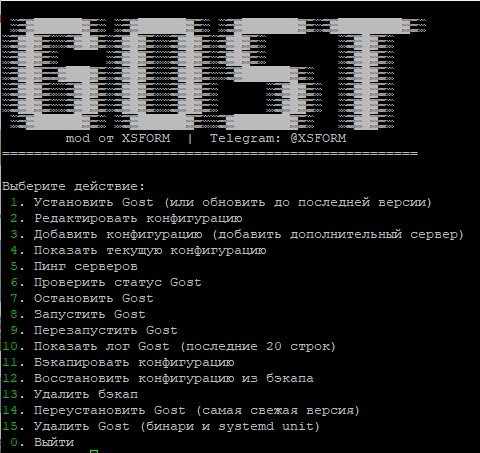 GOST
mod от XSFORM | Telegram: @XSFORM
====================================================
Выберите действие:
1. Установить Gost (или обновить до последней версии)
2. Редактировать конфигурацию
3. Добавить конфигурацию (добавить дополнительный сервер)
4. Показать текущую конфигурацию
5. Пинг серверов
6. Проверить статус Gost
7. Остановить Gost
8. Запустить Gost
9. Перезапустить Gost
10. Показать лог Gost (последние 20 строк)
11. Бэкапировать конфигурацию
12. Восстановить конфигурацию из бэкапа
13. Удалить бэкап
14. Переустановить Gost (самая свежая версия)
15. Удалить Gost (бинари и systemd unit)
0. Выйти